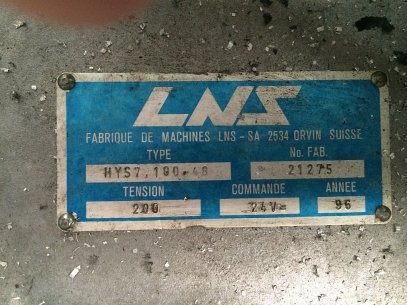 LNS
FABRIQUE DE MACHINES LNS - SA 2534 ORVIN SUISSE
TYPE No. FAB.
HYS7.100.48 21275
TENSION COMMANDE ANNEE
200 24V= 96